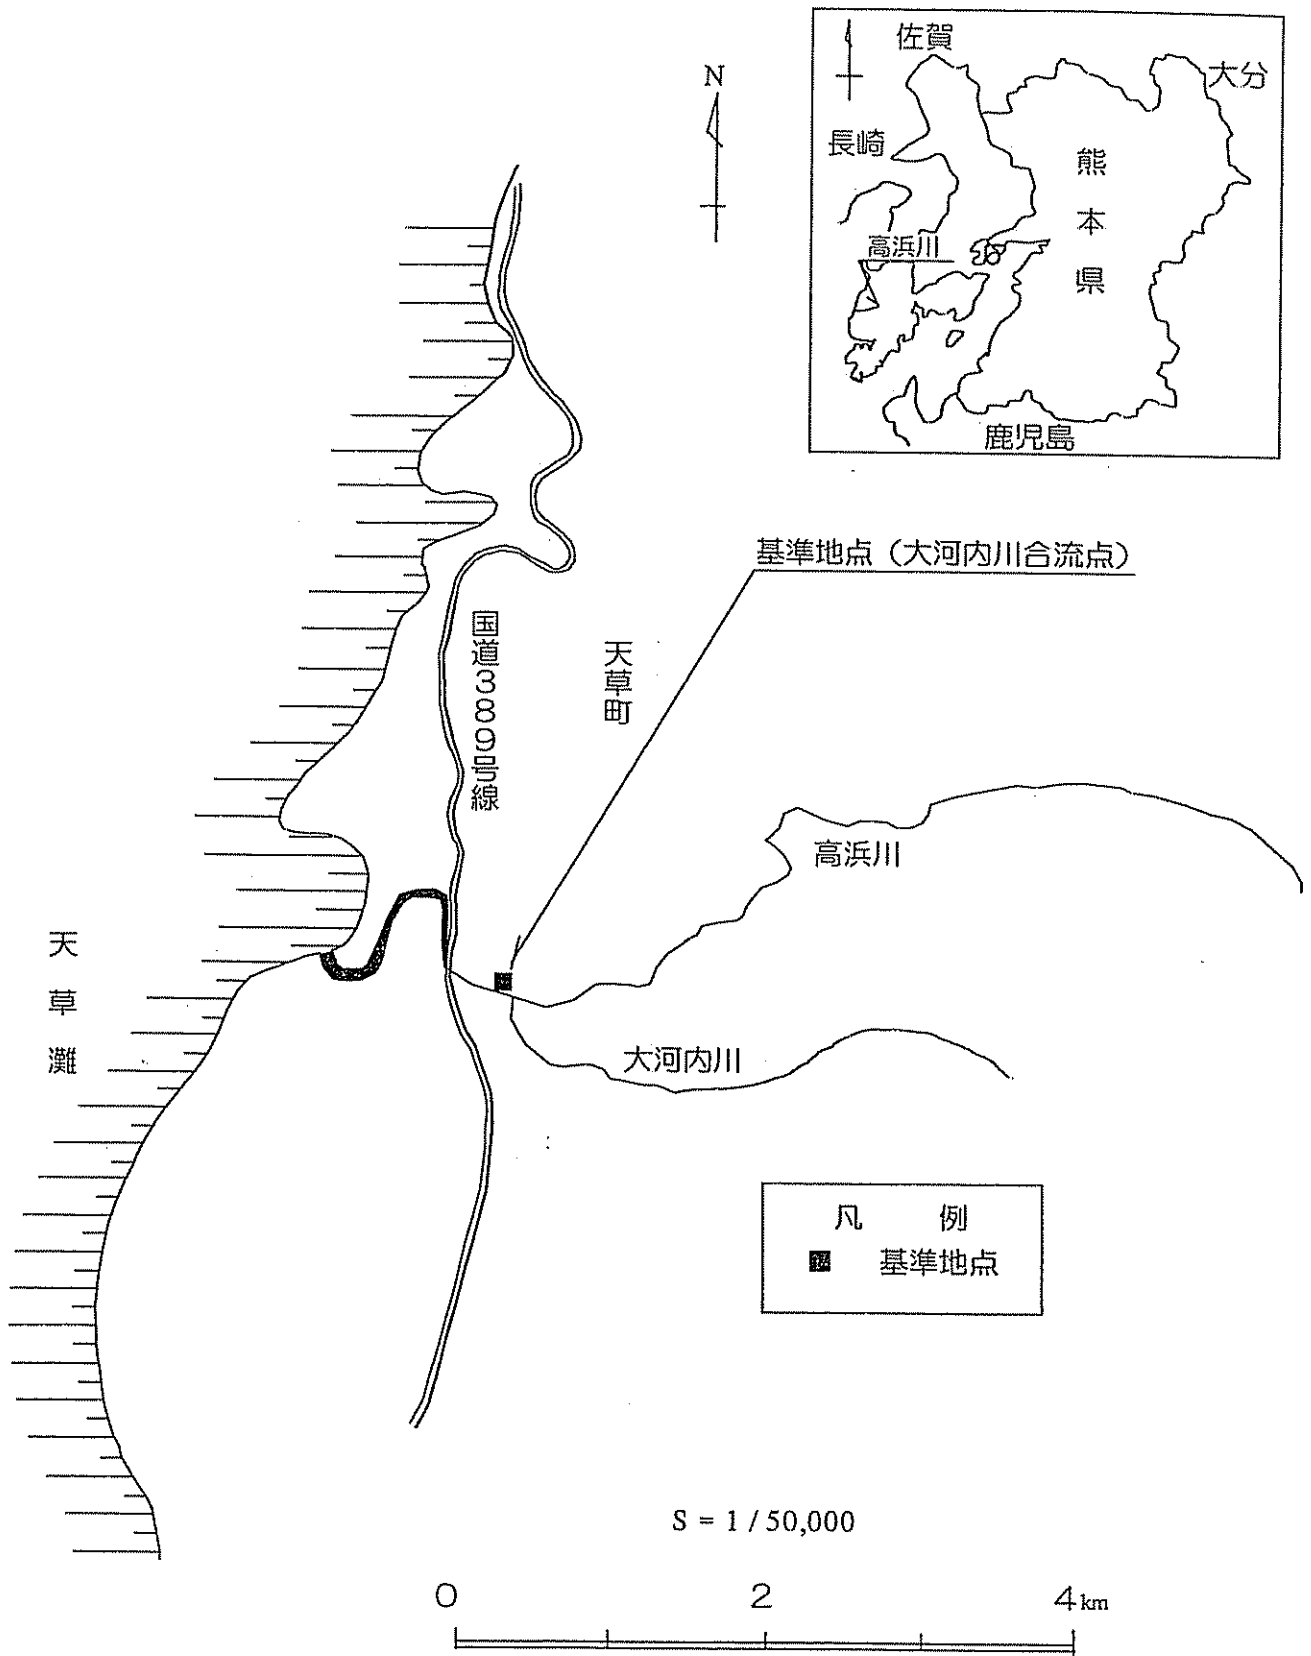 佐賀
大分
長崎
熊本県
高浜川
鹿児島
N
基準地点（大河内川合流点）
国道389号線
天草町
高浜川
天草灘
大河内川
凡 例
基準地点
S = 1 / 50,000
0 2 4km